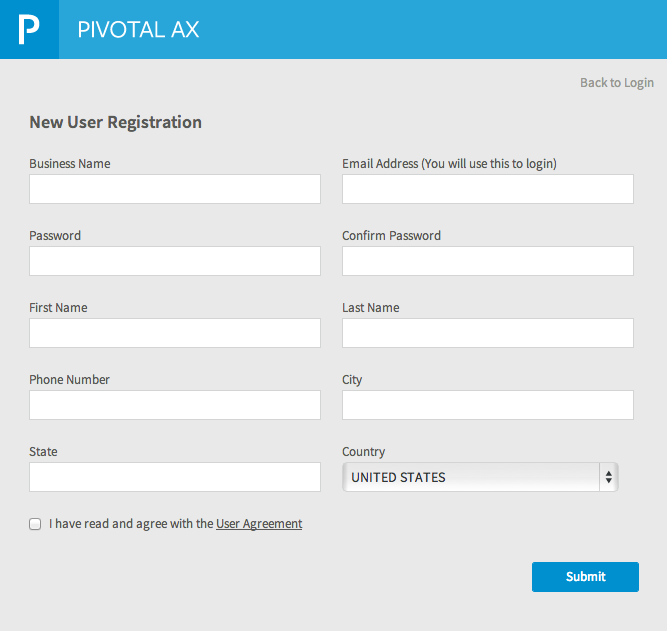 P PIVOTAL AX
Back to Login
New User Registration
Business Name
Email Address (You will use this to login)
Password
Confirm Password
First Name
Last Name
Phone Number
City
State
Country
UNITED STATES
I have read and agree with the User Agreement
Submit